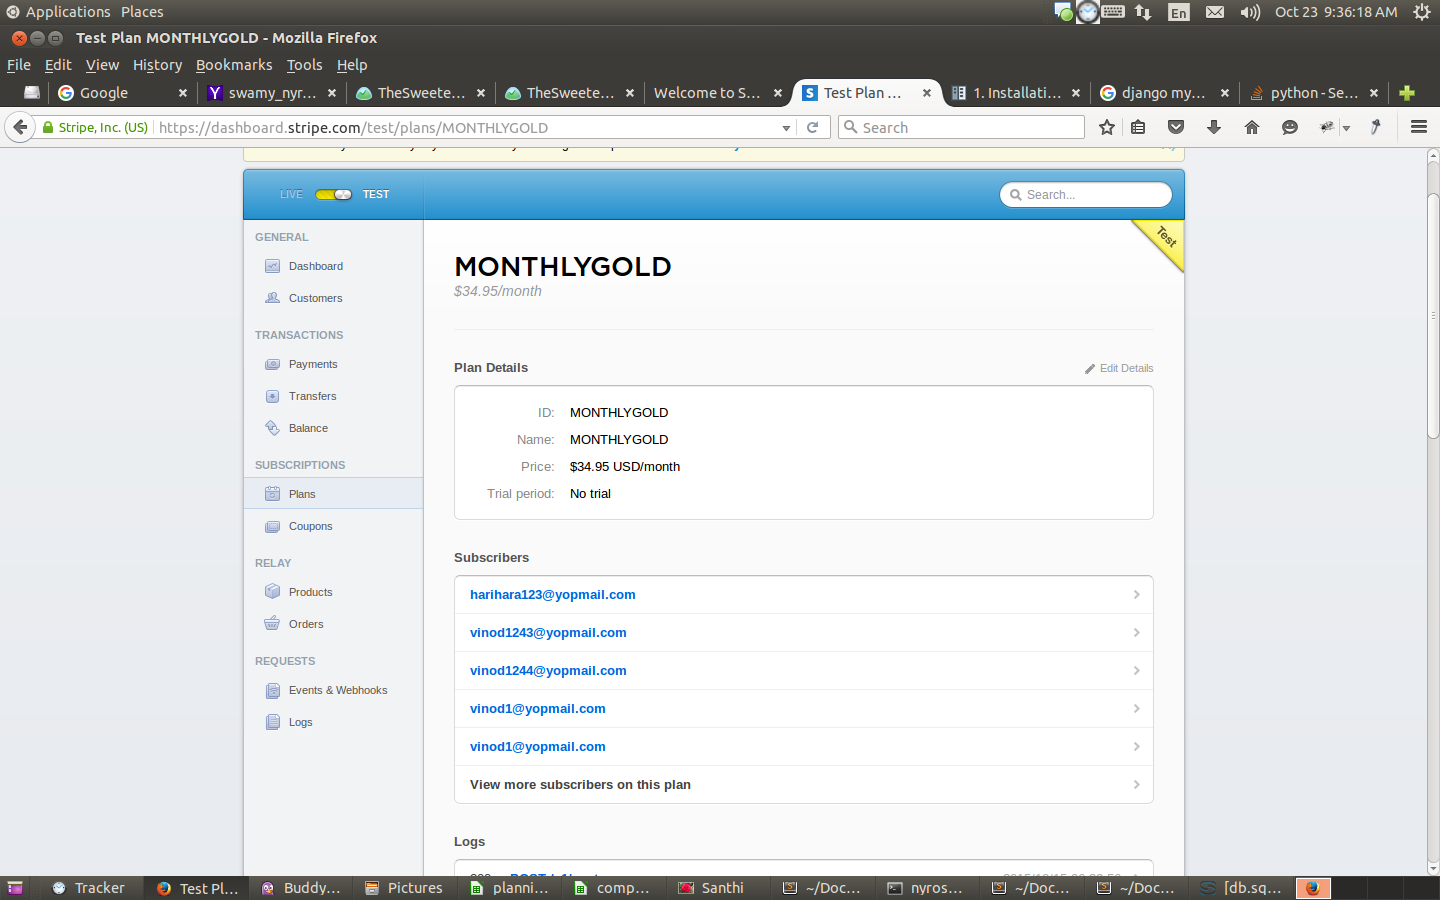 Applications Places
En
Oct 23 9:36:18 AM
Test Plan MONTHLYGOLD - Mozilla Firefox
File Edit View History Bookmarks Tools Help
Google
swamy_nyr...
TheSweete...
TheSweete...
Welcome to S...
Test Plan ...
1. Installati...
django my...
python - Se...
Stripe, Inc. (US)
https://dashboard.stripe.com/test/plans/MONTHLYGOLD
Search
LIVE TEST
Search...
Test
GENERAL
Dashboard
Customers
TRANSACTIONS
Payments
Transfers
Balance
SUBSCRIPTIONS
Plans
Coupons
RELAY
Products
Orders
REQUESTS
Events & Webhooks
Logs
MONTHLYGOLD
$34.95/month
Plan Details
Edit Details
ID: MONTHLYGOLD
Name: MONTHLYGOLD
Price: $34.95 USD/month
Trial period: No trial
Subscribers
harihara123@yopmail.com
vinod1243@yopmail.com
vinod1244@yopmail.com
vinod1@yopmail.com
vinod1@yopmail.com
View more subscribers on this plan
Logs
Tracker
Test Pl...
Buddy...
Pictures
planni...
comp...
Santhi
~/Doc...
nyros...
~/Doc...
~/Doc...
[db.sq...